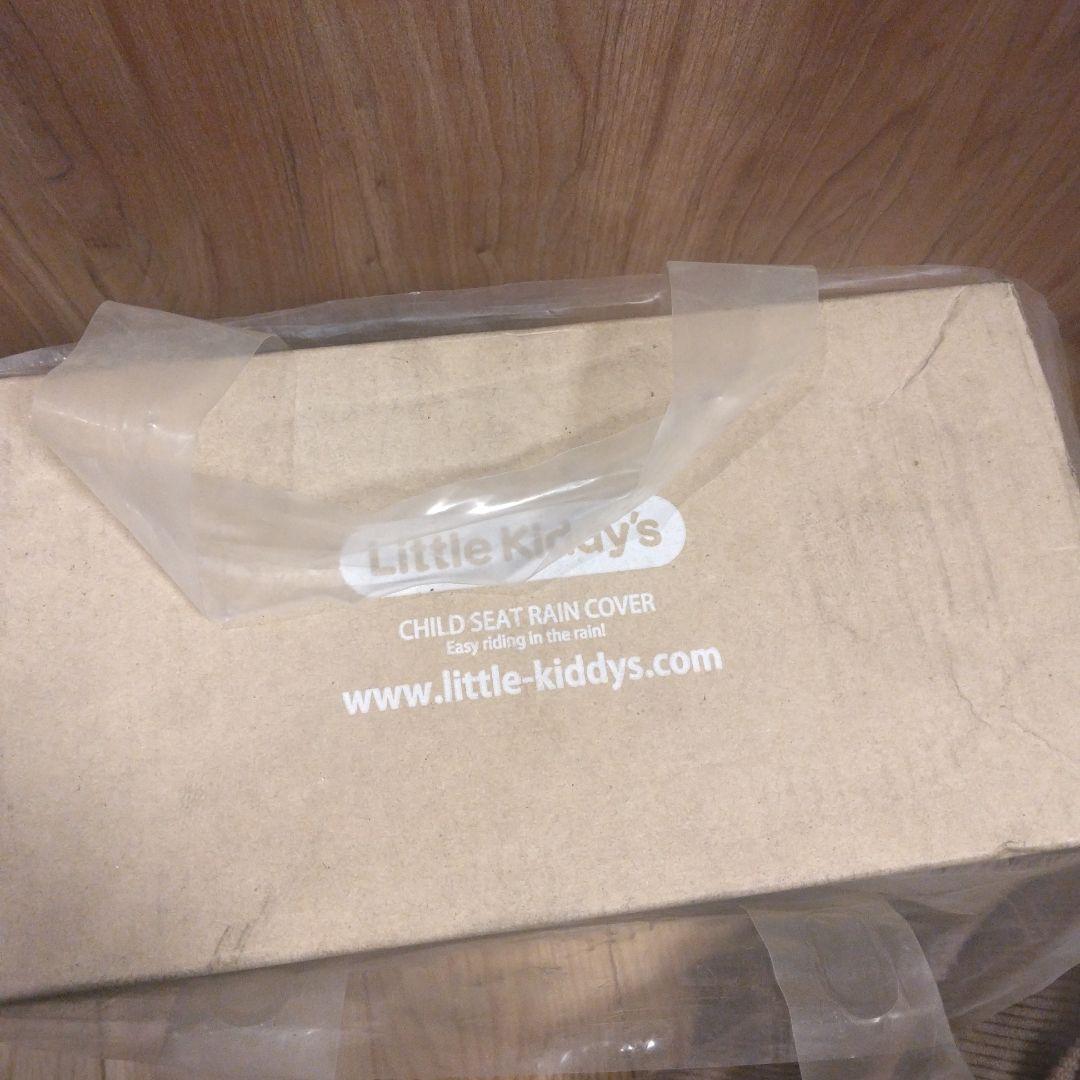 Little Kiddy's
CHILD SEAT RAIN COVER
Easy riding in the rain!
www.little-kiddys.com